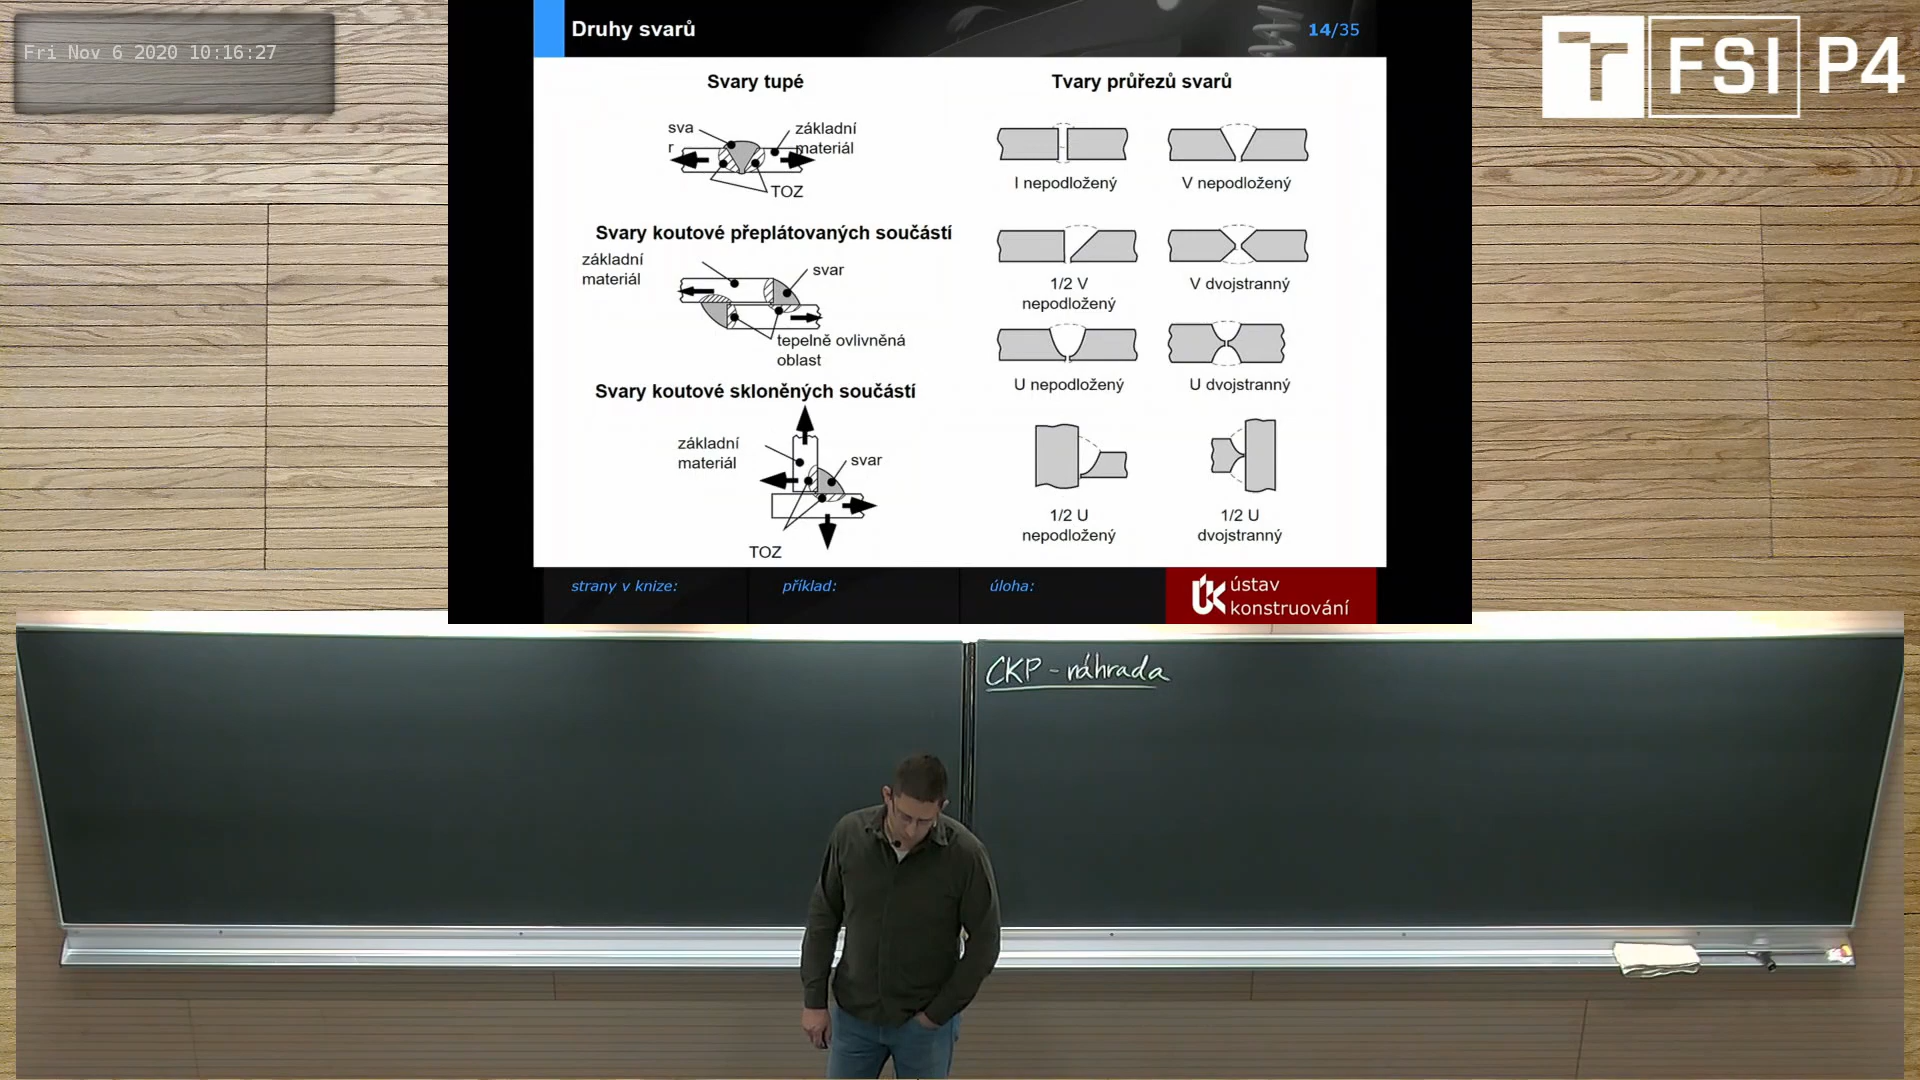 Fri Nov 6 2020 10:16:27
Druhy svarů
14/35
T FSI P4
Svary tupé
sva
r
základní
materiál
TOZ
Svary koutové přeplátovaných součástí
základní
materiál
svar
tepelně ovlivněná
oblast
Svary koutové skloněných součástí
základní
materiál
svar
TOZ
Tvary průřezů svarů
I nepodložený
V nepodložený
1/2 V
nepodložený
V dvojstranný
U nepodložený
U dvojstranný
1/2 U
nepodložený
1/2 U
dvojstranný
strany v knize:
příklad:
úloha:
ÚK ústav
konstruování
CKP - náhrada